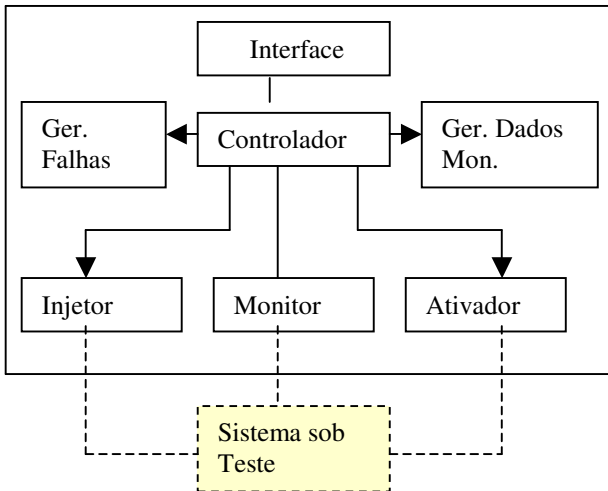 Interface
Ger.
Falhas
Controlador
Ger. Dados
Mon.
Injetor
Monitor
Ativador
Sistema sob
Teste